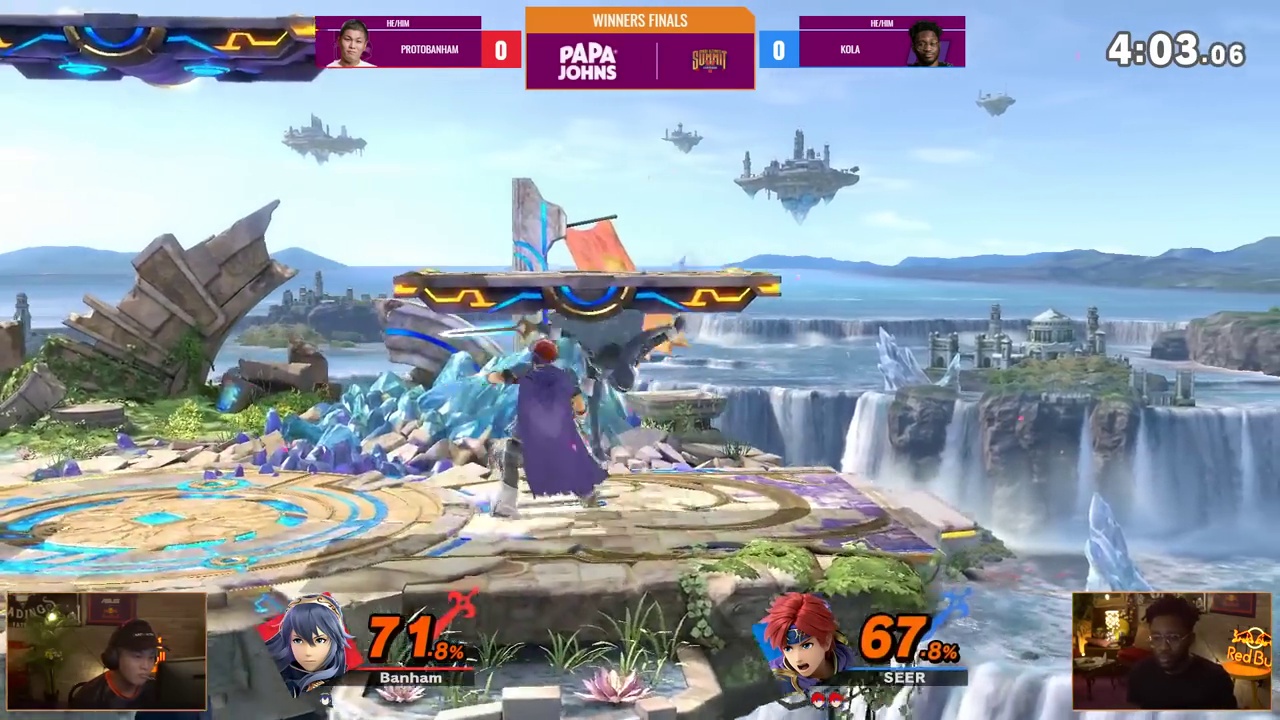 HE/HIM
PROTOBANHAM
0
WINNERS FINALS
PAPA JOHNS
SUMMIT
0
HE/HIM
KOLA
4:03.06
71.8%
Banham
67.8%
SEER
Red Bu